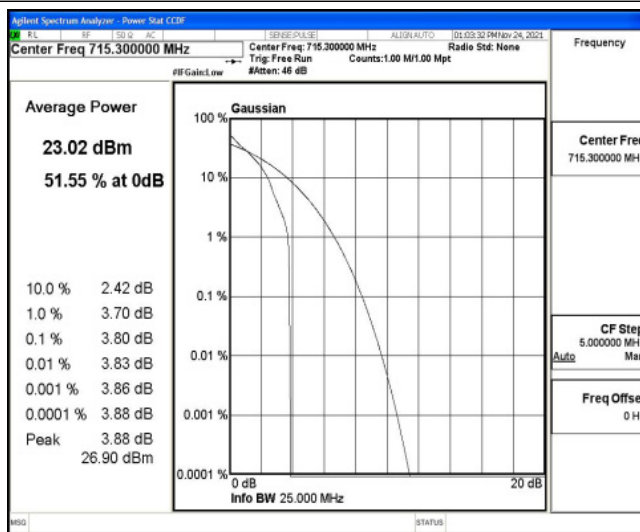 Agilent Spectrum Analyzer - Power Stat CCDF
RL RF 50 Ω AC SENSE:PULSE ALIGN AUTO 01:03:32 PM Nov 24, 2021
Center Freq 715.300000 MHz
Center Freq: 715.300000 MHz Radio Std: None
Trig: Free Run Counts:1.00 M/1.00 Mpt
#IFGain:Low #Atten: 46 dB
Frequency
Average Power
23.02 dBm
51.55 % at 0dB
10.0 % 2.42 dB
1.0 % 3.70 dB
0.1 % 3.80 dB
0.01 % 3.83 dB
0.001 % 3.86 dB
0.0001 % 3.88 dB
Peak 3.88 dB
26.90 dBm
Gaussian
100 %
10 %
1 %
0.1 %
0.01 %
0.001 %
0.0001 %
0 dB 20 dB
Info BW 25.000 MHz
Center Fre
715.300000 MH
CF Step
5.000000 MH
Auto Ma
Freq Offse
0 H
MSG STATUS